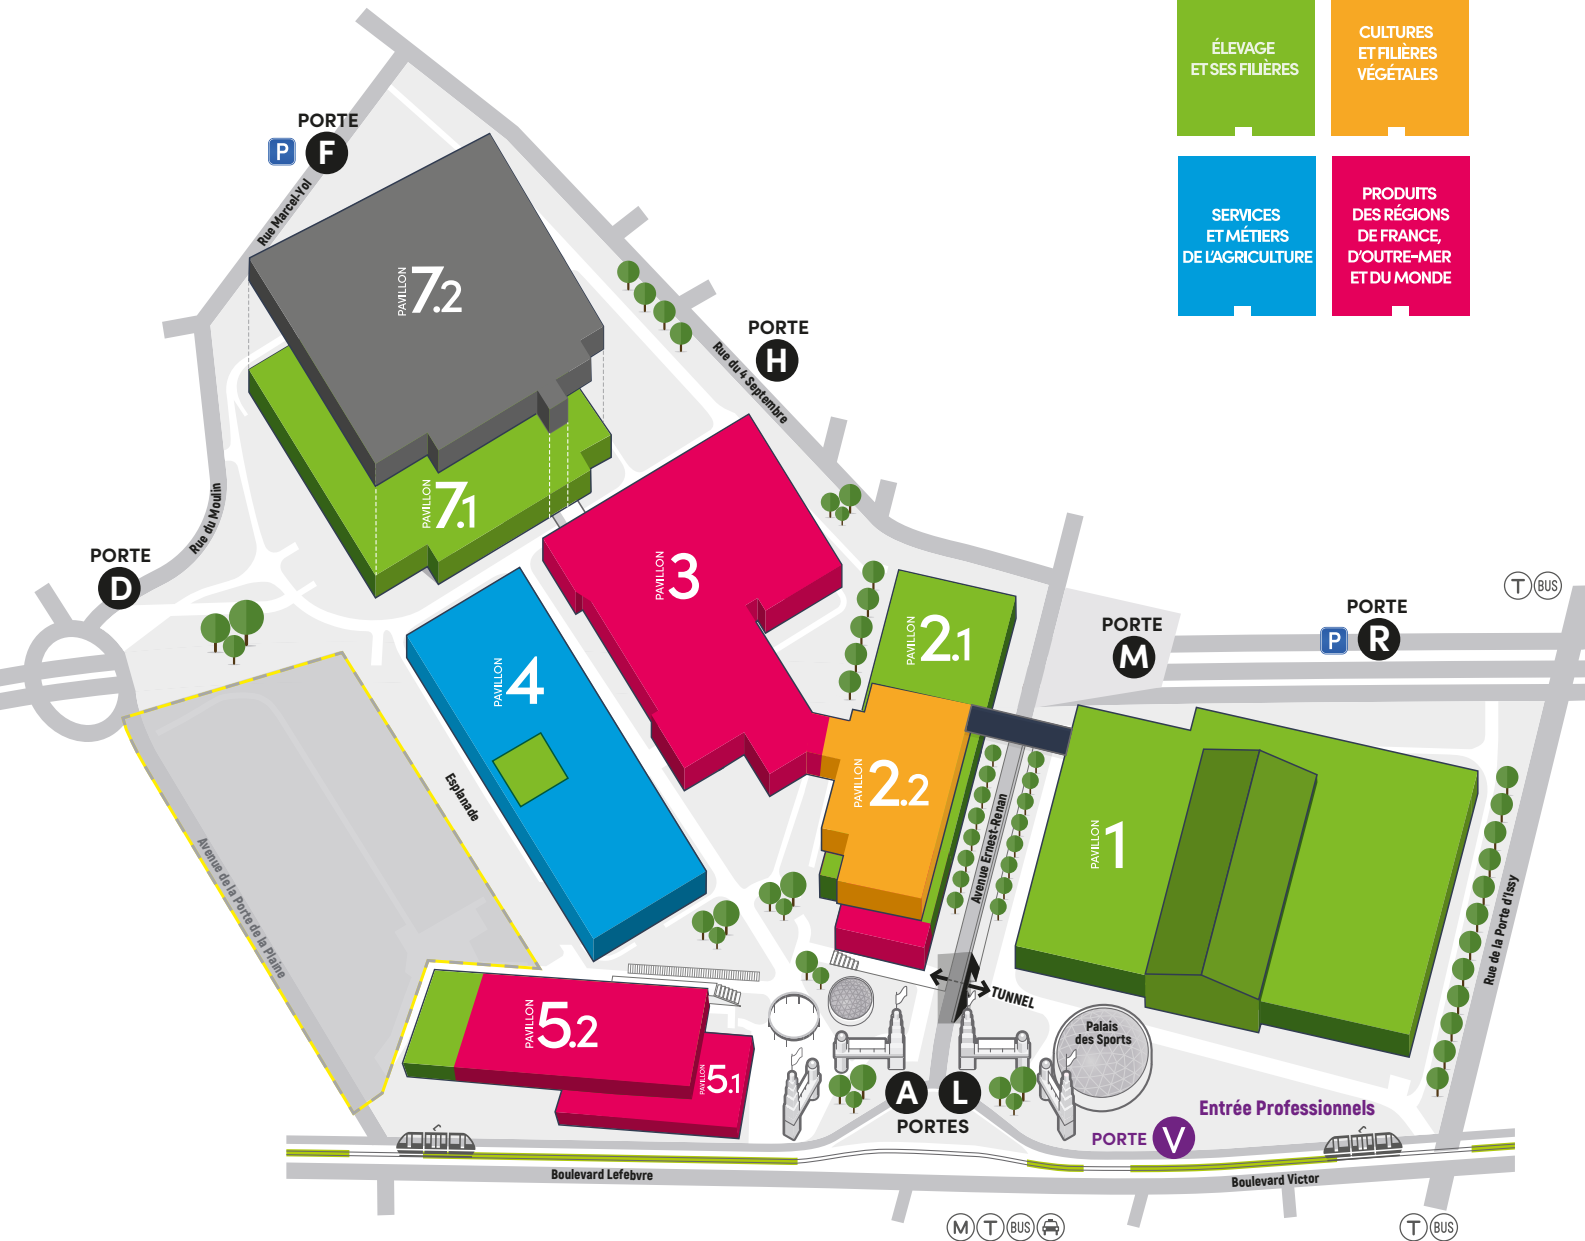 ÉLEVAGE
ET SES FILIÈRES
CULTURES
ET FILIÈRES
VÉGÉTALES
SERVICES
ET MÉTIERS
DE L'AGRICULTURE
PRODUITS
DES RÉGIONS
DE FRANCE,
D'OUTRE-MER
ET DU MONDE
PORTE
P F
Rue Marcel-Yol
PAVILLON 7.2
PORTE
H
Rue du 4 Septembre
PAVILLON 7.1
Rue du Moulin
PORTE
D
PAVILLON 3
PAVILLON 4
PAVILLON 2.1
PORTE
M
PORTE
P R
T BUS
PAVILLON 2.2
Esplanade
Avenue Ernest-Renan
PAVILLON 1
Avenue de la Porte de la Plaine
Rue de la Porte d'Issy
TUNNEL
PAVILLON 5.2
PAVILLON 5.1
Palais
des Sports
A L
PORTES
Entrée Professionnels
PORTE V
Boulevard Lefebvre
Boulevard Victor
M T BUS
T BUS